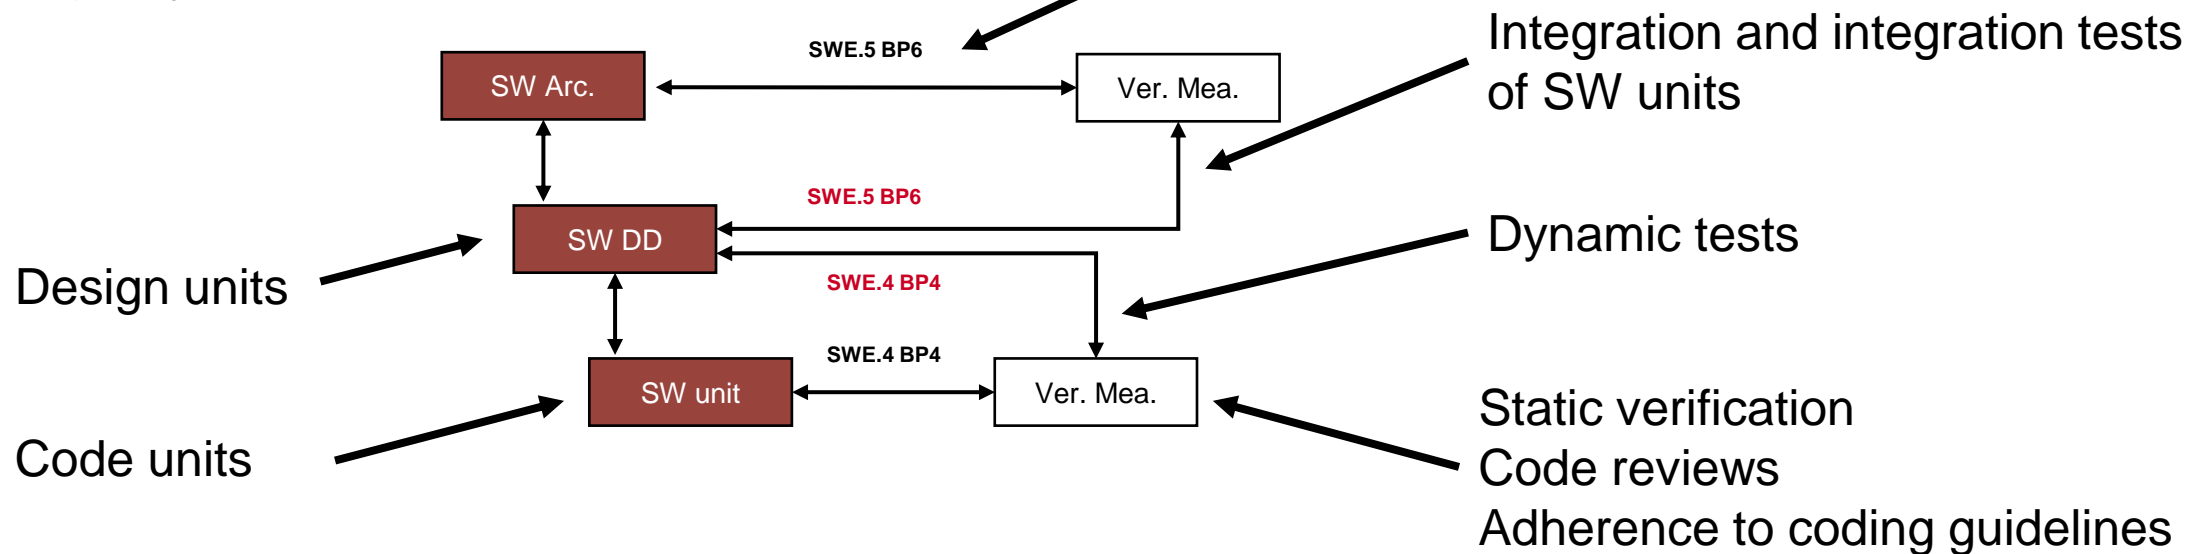 SWE.5 BP6
Integration and integration tests
of SW units
SW Arc.
Ver. Mea.
SWE.5 BP6
SW DD
Dynamic tests
Design units
SWE.4 BP4
SWE.4 BP4
SW unit
Ver. Mea.
Code units
Static verification
Code reviews
Adherence to coding guidelines